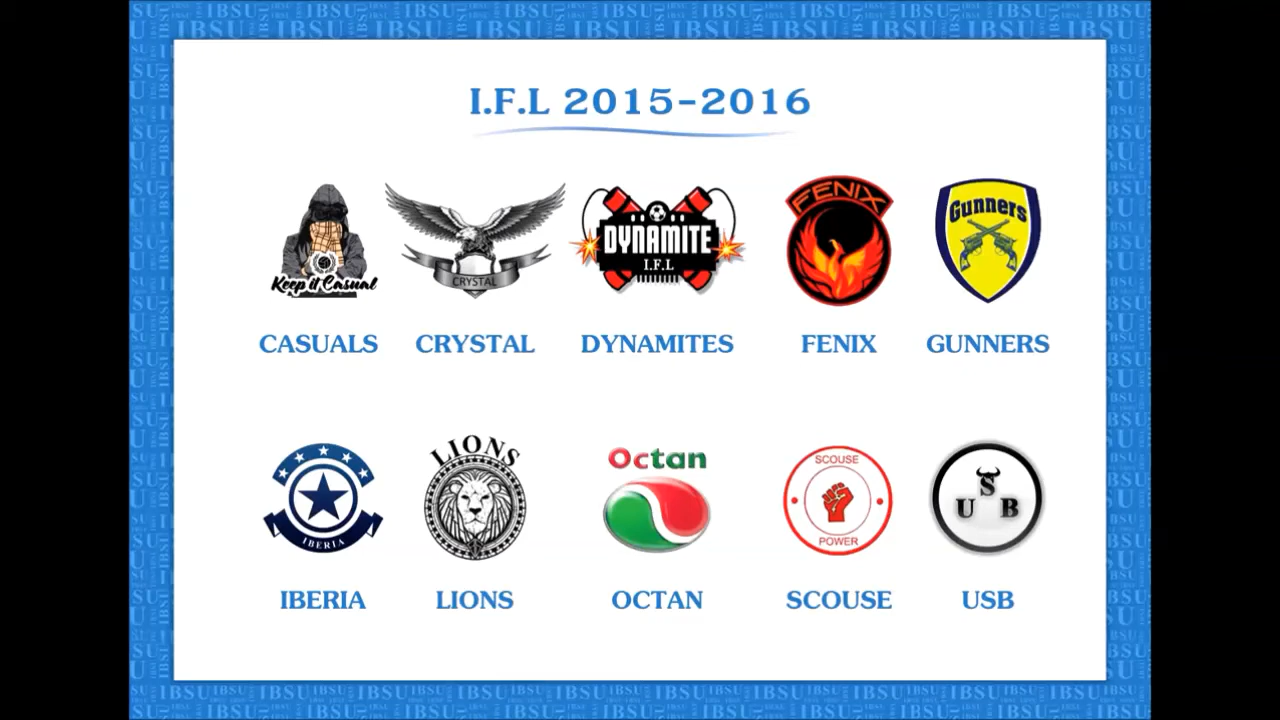 I.F.L 2015-2016
Keep it Casual
CRYSTAL
DYNAMITE
I.F.L
FENIX
Gunners
CASUALS
CRYSTAL
DYNAMITES
FENIX
GUNNERS
IBERIA
LIONS
Octan
SCOUSE
POWER
U S B
IBERIA
LIONS
OCTAN
SCOUSE
USB
IBSU